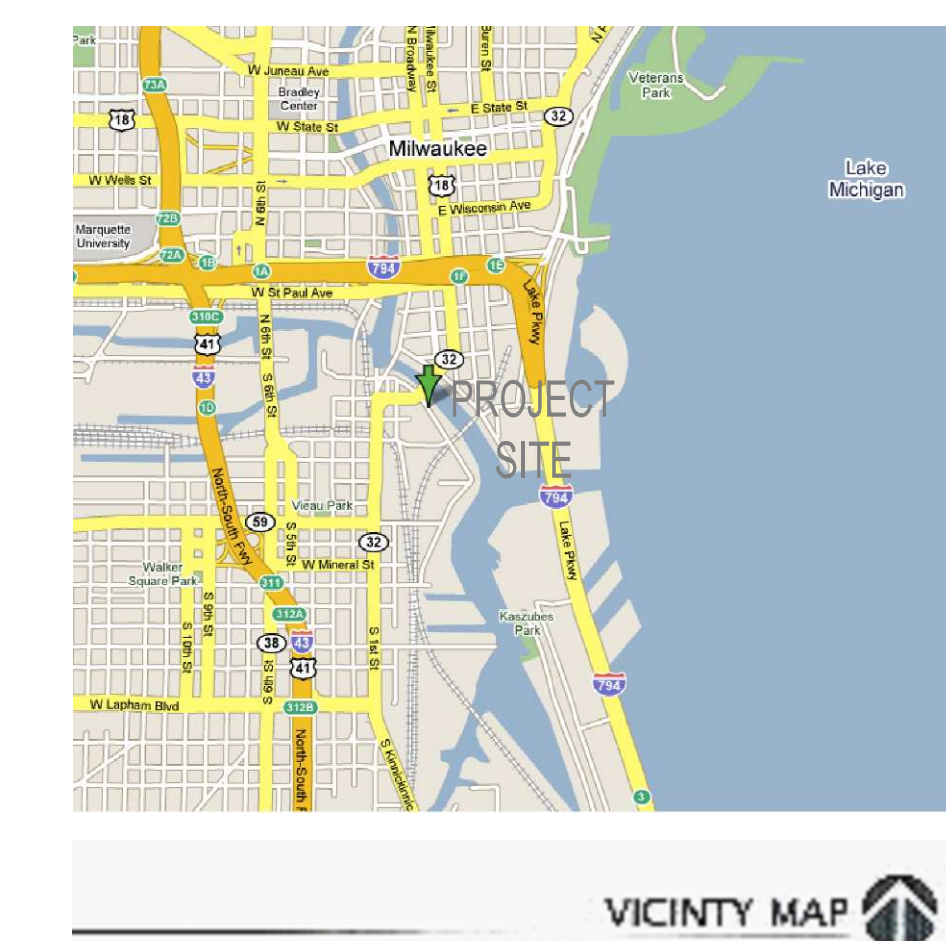 Park
N Broadway
Milwaukee St
Buren St
W Juneau Ave
73A
Bradley
Center
Veterans
Park
E State St
32
18
W State St
Milwaukee
Lake
Michigan
W Wells St
18
N 6th St
E Wisconsin Ave
72B
Marquette
University
72A
1B
1A
794
1F
1E
W St Paul Ave
Lake Pkwy
310C
N 6th St
41
32
43
S 6th St
PROJECT
SITE
1D
North-South Fwy
794
Vieau Park
59
S 5th St
32
Lake Pkwy
W Mineral St
Walker
Square Park
311
S 9th St
312A
Kaszubes
Park
S 10th St
38
43
S 1st St
41
S 6th St
794
W Lapham Blvd
312B
North-South F
S Kinnickinnic
3
VICINTY MAP